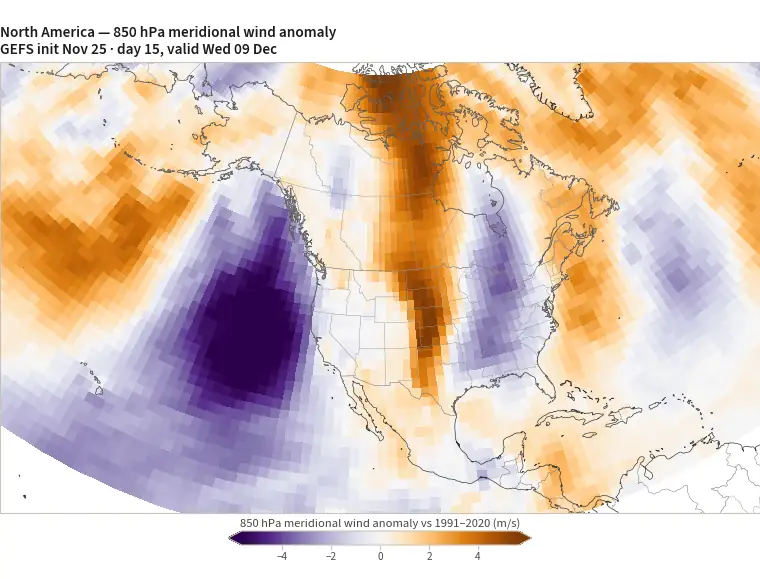 North America — 850 hPa meridional wind anomaly
GEFS init Nov 25 · day 15, valid Wed 09 Dec
850 hPa meridional wind anomaly vs 1991–2020 (m/s)
−4 −2 0 2 4